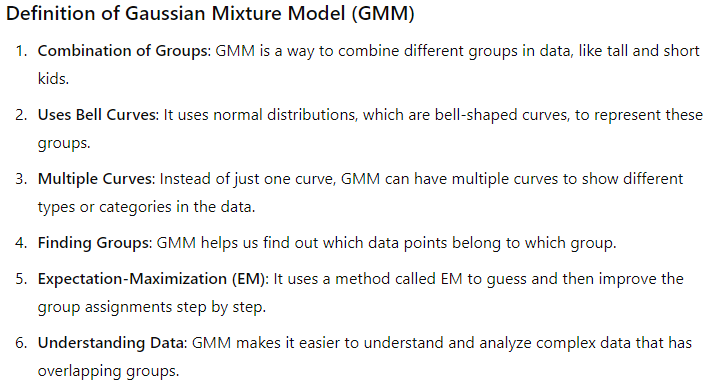 Definition of Gaussian Mixture Model (GMM)
1. Combination of Groups: GMM is a way to combine different groups in data, like tall and short
kids.
2. Uses Bell Curves: It uses normal distributions, which are bell-shaped curves, to represent these
groups.
3. Multiple Curves: Instead of just one curve, GMM can have multiple curves to show different
types or categories in the data.
4. Finding Groups: GMM helps us find out which data points belong to which group.
5. Expectation-Maximization (EM): It uses a method called EM to guess and then improve the
group assignments step by step.
6. Understanding Data: GMM makes it easier to understand and analyze complex data that has
overlapping groups.